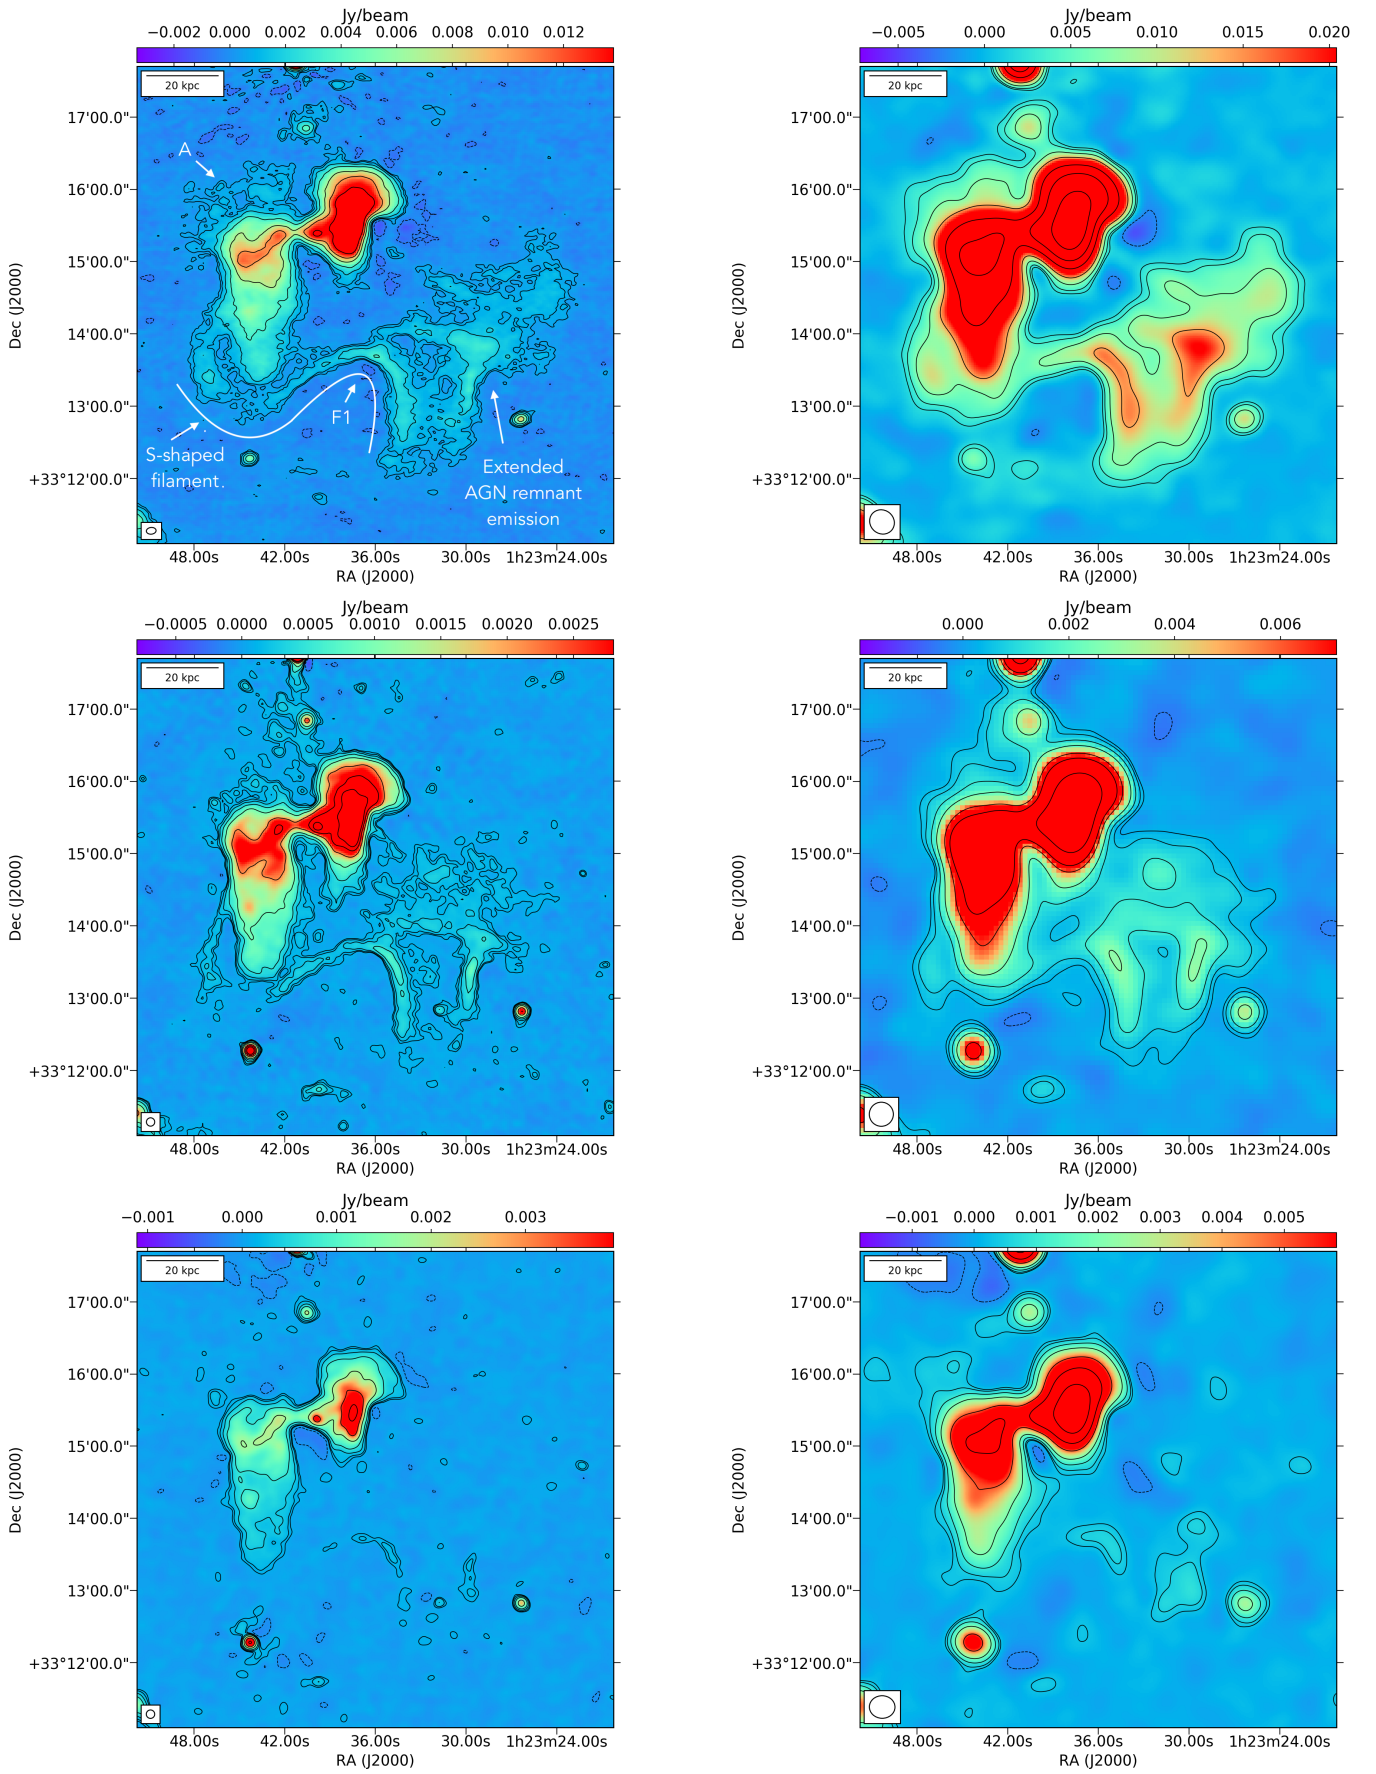 Jy/beam
−0.002 0.000 0.002 0.004 0.006 0.008 0.010 0.012
20 kpc
17'00.0"
A
16'00.0"
15'00.0"
Dec (J2000)
14'00.0"
13'00.0"
F1
S-shaped
filament.
Extended
AGN remnant
emission
+33°12'00.0"
48.00s 42.00s 36.00s 30.00s 1h23m24.00s
RA (J2000)
Jy/beam
−0.005 0.000 0.005 0.010 0.015 0.020
20 kpc
17'00.0"
16'00.0"
15'00.0"
Dec (J2000)
14'00.0"
13'00.0"
+33°12'00.0"
48.00s 42.00s 36.00s 30.00s 1h23m24.00s
RA (J2000)
Jy/beam
−0.0005 0.0000 0.0005 0.0010 0.0015 0.0020 0.0025
20 kpc
17'00.0"
16'00.0"
15'00.0"
Dec (J2000)
14'00.0"
13'00.0"
+33°12'00.0"
48.00s 42.00s 36.00s 30.00s 1h23m24.00s
RA (J2000)
Jy/beam
0.000 0.002 0.004 0.006
20 kpc
17'00.0"
16'00.0"
15'00.0"
Dec (J2000)
14'00.0"
13'00.0"
+33°12'00.0"
48.00s 42.00s 36.00s 30.00s 1h23m24.00s
RA (J2000)
Jy/beam
−0.001 0.000 0.001 0.002 0.003
20 kpc
17'00.0"
16'00.0"
15'00.0"
Dec (J2000)
14'00.0"
13'00.0"
+33°12'00.0"
48.00s 42.00s 36.00s 30.00s 1h23m24.00s
RA (J2000)
Jy/beam
−0.001 0.000 0.001 0.002 0.003 0.004 0.005
20 kpc
17'00.0"
16'00.0"
15'00.0"
Dec (J2000)
14'00.0"
13'00.0"
+33°12'00.0"
48.00s 42.00s 36.00s 30.00s 1h23m24.00s
RA (J2000)